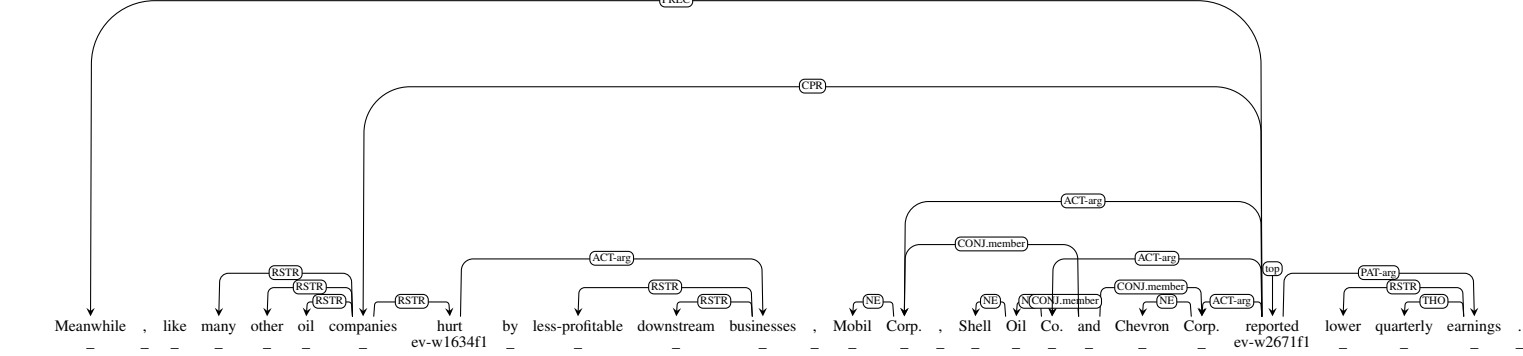 CPR
ACT-arg
CONJ.member
ACT-arg ACT-arg
RSTR top PAT-arg
RSTR RSTR CONJ.member RSTR
RSTR RSTR RSTR NE NE CONJ.member NE ACT-arg THO
Meanwhile , like many other oil companies hurt by less-profitable downstream businesses , Mobil Corp. , Shell Oil Co. and Chevron Corp. reported lower quarterly earnings .
ev-w1634f1 ev-w2671f1
_ _ _ _ _ _ _ _ _ _ _ _ _ _ _ _ _ _ _ _ _ _ _ _ _